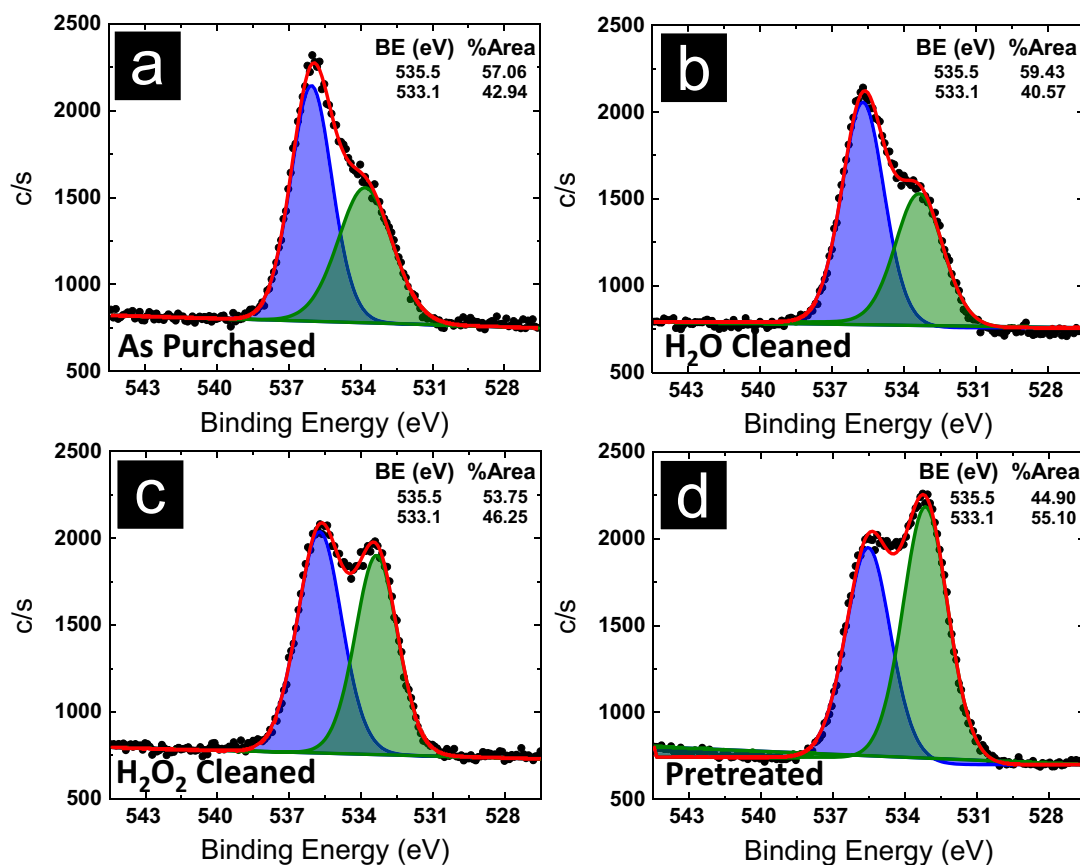 a
BE (eV) %Area
535.5 57.06
533.1 42.94
2500
2000
1500
1000
500
c/s
As Purchased
543 540 537 534 531 528
Binding Energy (eV)
b
BE (eV) %Area
535.5 59.43
533.1 40.57
2500
2000
1500
1000
500
c/s
H₂O Cleaned
543 540 537 534 531 528
Binding Energy (eV)
c
BE (eV) %Area
535.5 53.75
533.1 46.25
2500
2000
1500
1000
500
c/s
H₂O₂ Cleaned
543 540 537 534 531 528
Binding Energy (eV)
d
BE (eV) %Area
535.5 44.90
533.1 55.10
2500
2000
1500
1000
500
c/s
Pretreated
543 540 537 534 531 528
Binding Energy (eV)